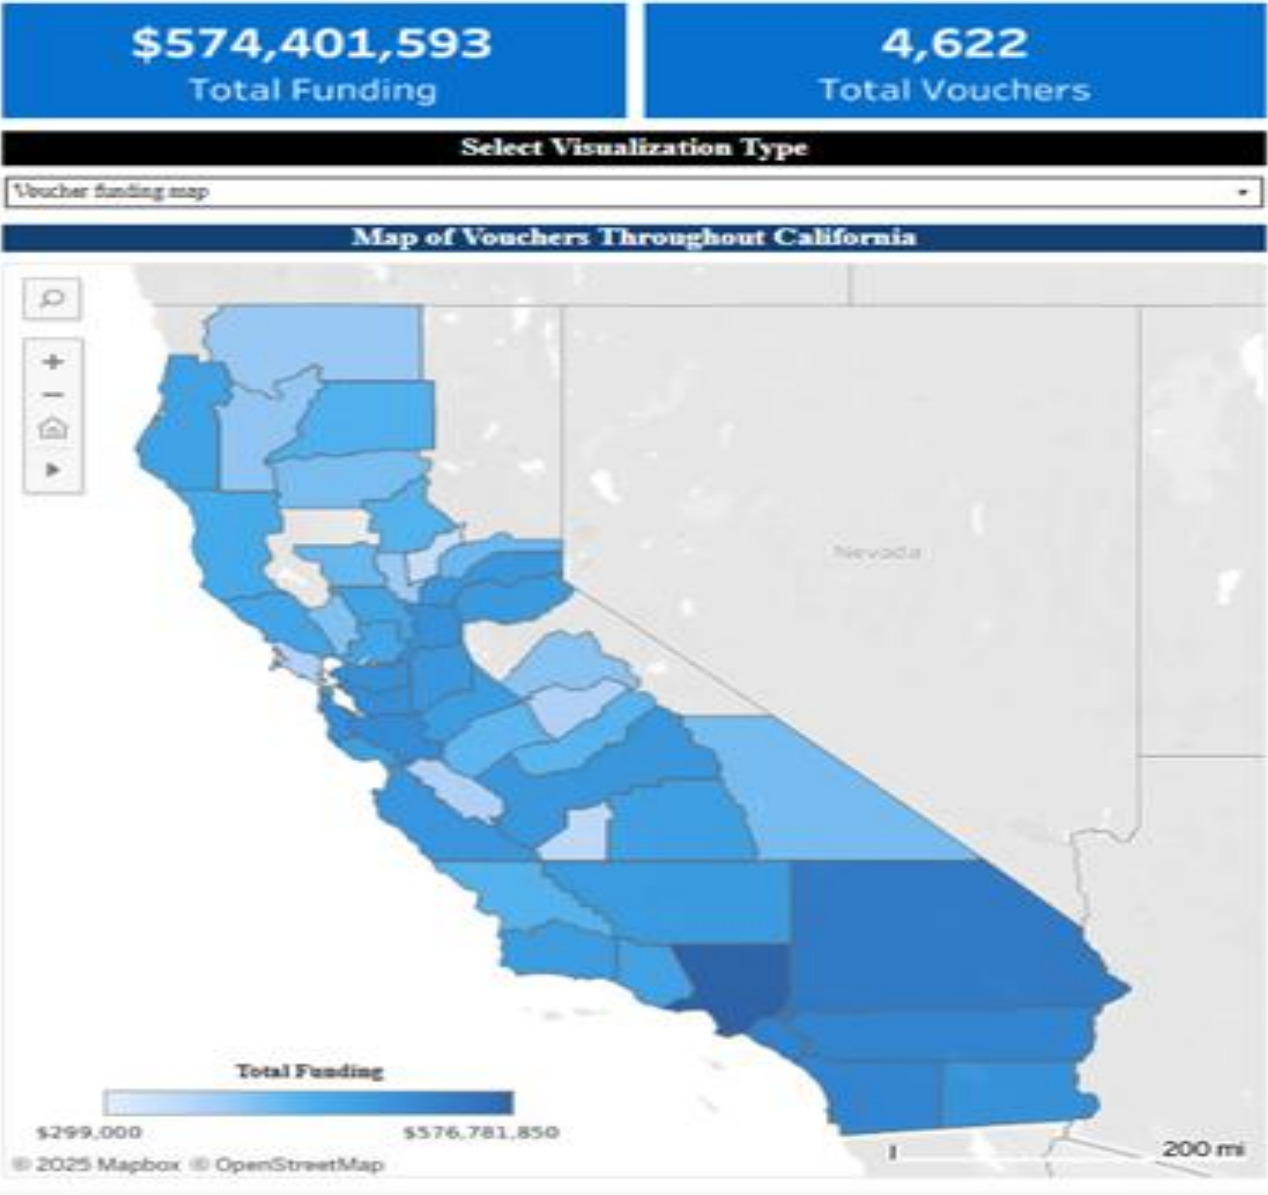 $574,401,593
Total Funding
4,622
Total Vouchers
Select Visualization Type
Voucher funding map
Map of Vouchers Throughout California
Nevada
Total Funding
$299,000
$576,781,850
© 2025 Mapbox © OpenStreetMap
200 mi